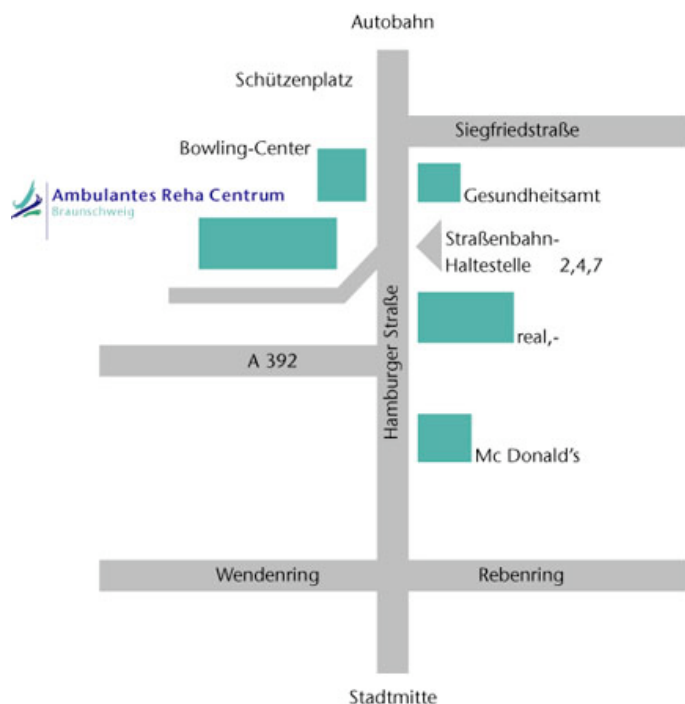 Autobahn
Schützenplatz
Siegfriedstraße
Bowling-Center
Ambulantes Reha Centrum
Braunschweig
Gesundheitsamt
Straßenbahn-
Haltestelle 2,4,7
Hamburger Straße
real,-
A 392
Mc Donald's
Wendenring
Rebenring
Stadtmitte